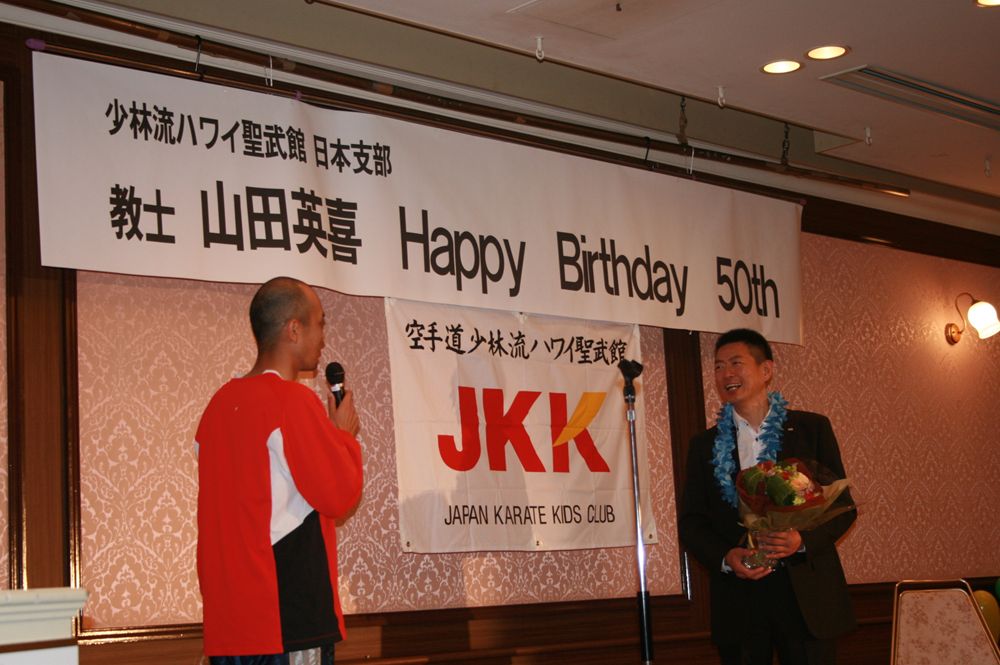 少林流ハワイ聖武館 日本支部
教士 山田英喜 Happy Birthday 50th
空手道少林流ハワイ聖武館
JKK
JAPAN KARATE KIDS CLUB